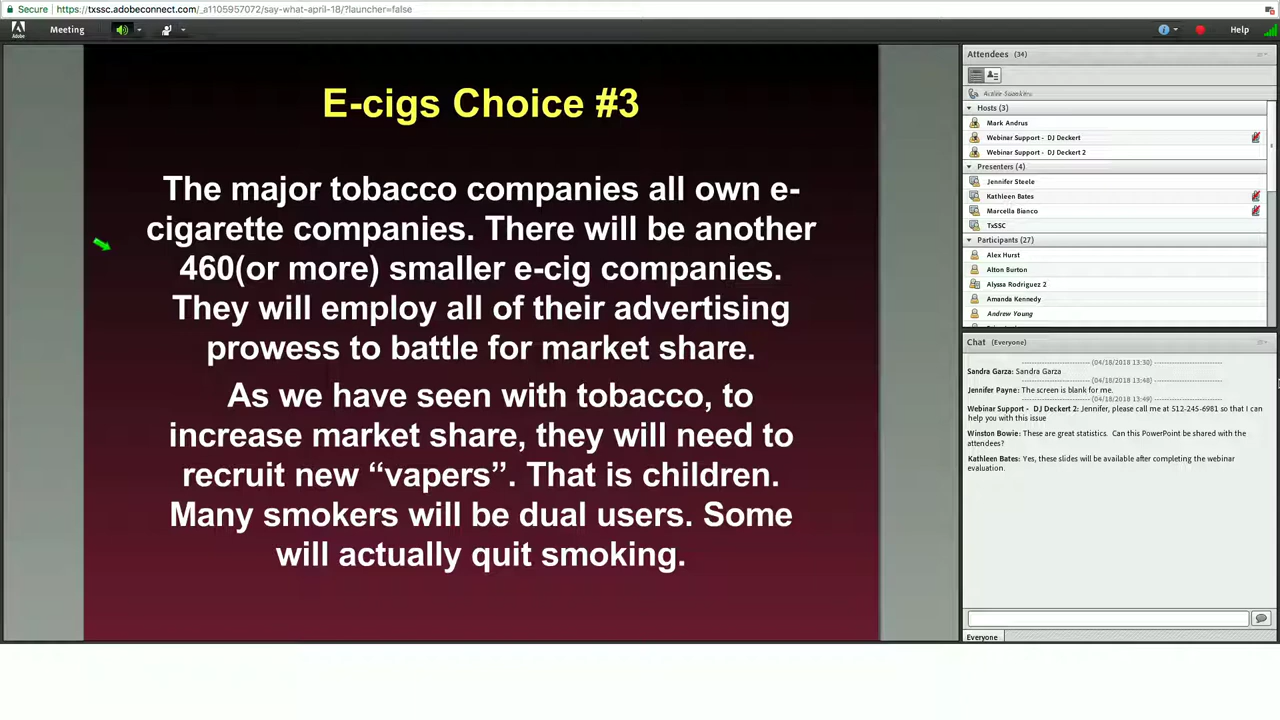 Secure https://txssc.adobeconnect.com/_a1105957072/say-what-april-18/?launcher=false
Adobe
Meeting
Help
E-cigs Choice #3
The major tobacco companies all own e-
cigarette companies. There will be another
460(or more) smaller e-cig companies.
They will employ all of their advertising
prowess to battle for market share.
As we have seen with tobacco, to
increase market share, they will need to
recruit new “vapers”. That is children.
Many smokers will be dual users. Some
will actually quit smoking.
Attendees (34)
Active Speakers
Hosts (3)
Mark Andrus
Webinar Support - DJ Deckert
Webinar Support - DJ Deckert 2
Presenters (4)
Jennifer Steele
Kathleen Bates
Marcella Bianco
TxSSC
Participants (27)
Alex Hurst
Alton Burton
Alyssa Rodriguez 2
Amanda Kennedy
Andrew Young
Chat (Everyone)
(04/18/2018 13:30)
Sandra Garza: Sandra Garza
(04/18/2018 13:48)
Jennifer Payne: The screen is blank for me.
(04/18/2018 13:49)
Webinar Support - DJ Deckert 2: Jennifer, please call me at 512-245-6981 so that I can
help you with this issue
Winston Bowie: These are great statistics. Can this PowerPoint be shared with the
attendees?
Kathleen Bates: Yes, these slides will be available after completing the webinar
evaluation.
Everyone